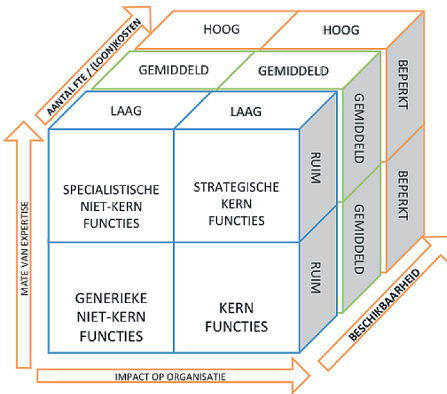 HOOG
HOOG
AANTAL FTE / (LOON)KOSTEN
GEMIDDELD
GEMIDDELD
BEPERKT
LAAG
LAAG
GEMIDDELD
RUIM
SPECIALISTISCHE
NIET-KERN
FUNCTIES
STRATEGISCHE
KERN
FUNCTIES
BEPERKT
MATE VAN EXPERTISE
GEMIDDELD
RUIM
GENERIEKE
NIET-KERN
FUNCTIES
KERN
FUNCTIES
BESCHIKBAARHEID
IMPACT OP ORGANISATIE